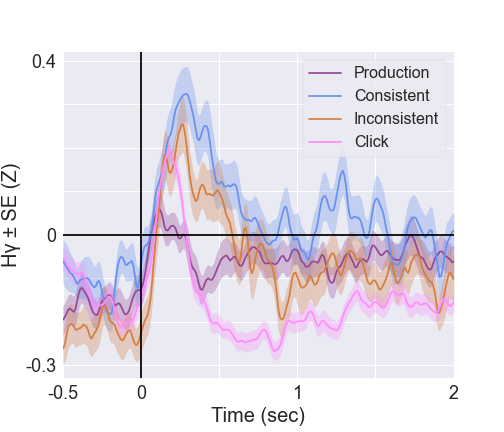 0.4
Production
Consistent
Inconsistent
Click
Hγ ± SE (Z)
0
-0.3
-0.5 0 1 2
Time (sec)